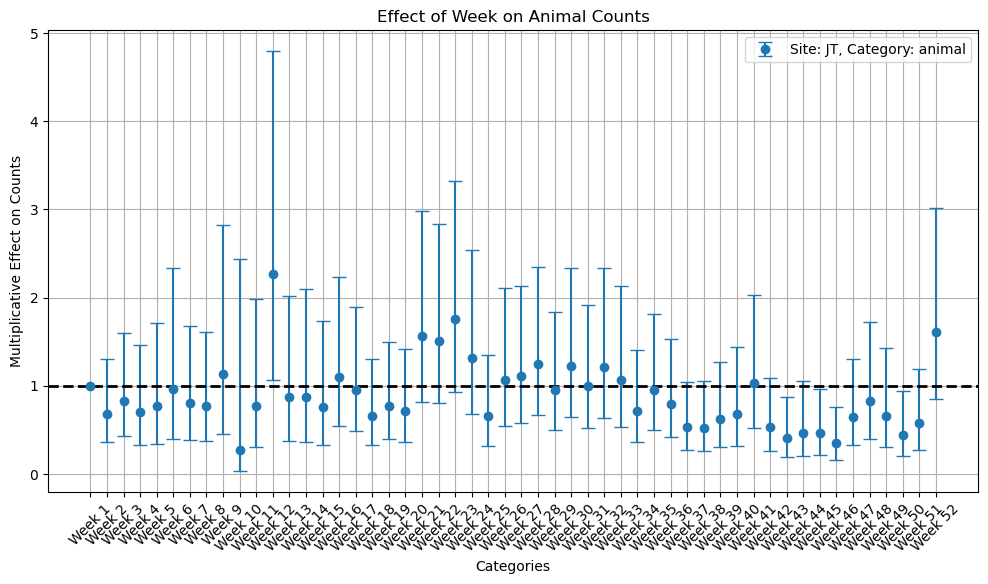 Effect of Week on Animal Counts
Site: JT, Category: animal
Multiplicative Effect on Counts
5
4
3
2
1
0
Week 1
Week 2
Week 3
Week 4
Week 5
Week 6
Week 7
Week 8
Week 9
Week 10
Week 11
Week 12
Week 13
Week 14
Week 15
Week 16
Week 17
Week 18
Week 19
Week 20
Week 21
Week 22
Week 23
Week 24
Week 25
Week 26
Week 27
Week 28
Week 29
Week 30
Week 31
Week 32
Week 33
Week 34
Week 35
Week 36
Week 37
Week 38
Week 39
Week 40
Week 41
Week 42
Week 43
Week 44
Week 45
Week 46
Week 47
Week 48
Week 49
Week 50
Week 51
Week 52
Categories